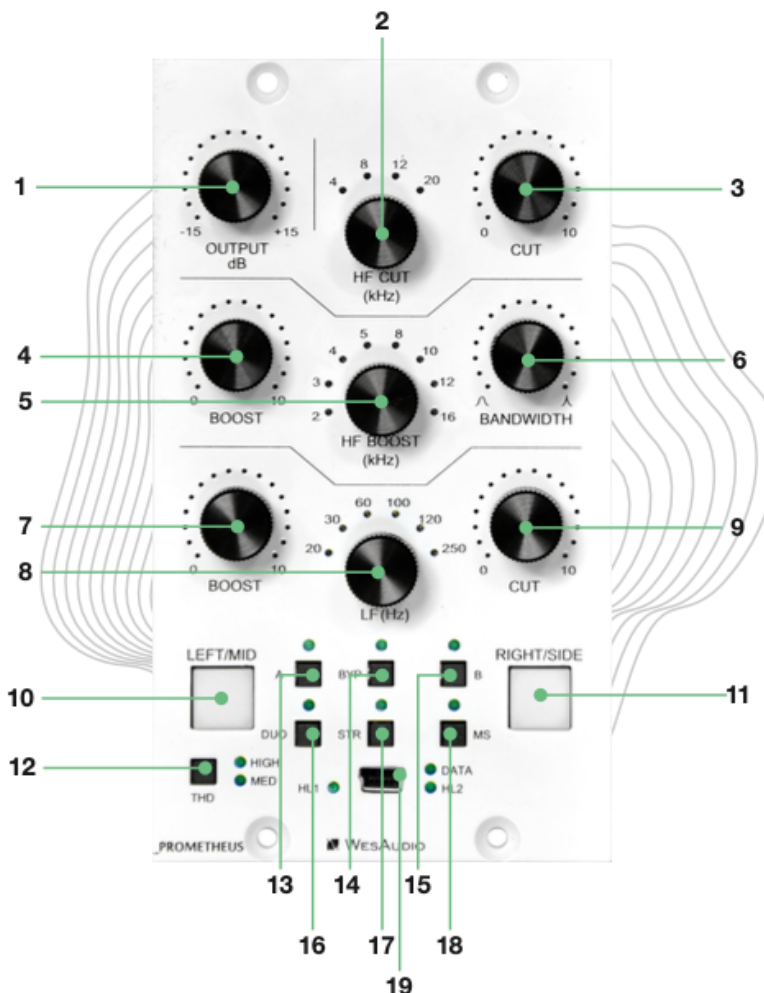 2
4 8 12 20
1
3
-15 +15
OUTPUT
dB
HF CUT
(kHz)
0 10
CUT
4
5
6
0 10
BOOST
2 3 4 5 8 10 12 16
HF BOOST
(kHz)
BANDWIDTH
7
8
9
0 10
BOOST
20 30 60 100 120 250
LF(Hz)
0 10
CUT
LEFT/MID
RIGHT/SIDE
10
11
A BYP B
DUO STR MS
12
THD
HIGH
MED
HL1
DATA
HL2
_PROMETHEUS
WESAUDIO
13 14 15
16 17 18
19